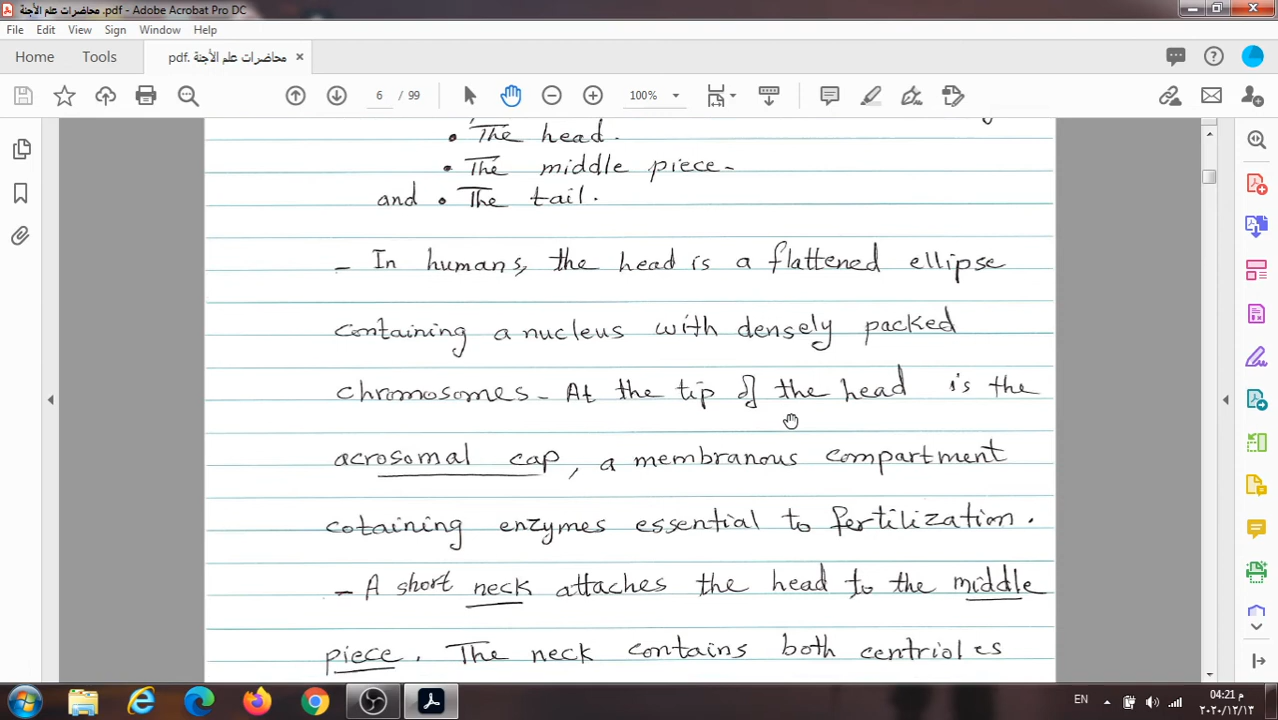 محاضرات علم الأجنة .pdf - Adobe Acrobat Pro DC
File Edit View Sign Window Help
Home Tools محاضرات علم الأجنة .pdf ×
6 / 99 100%
• The head.
• The middle piece-
and • The tail.
- In humans, the head is a flattened ellipse
containing a nucleus with densely packed
chromosomes- At the tip of the head is the
acrosomal cap, a membranous compartment
cotaining enzymes essential to fertilization.
- A short neck attaches the head to the middle
piece. The neck contains both centrioles
EN 04:21 م
٢٠٢٠/١٢/١٣